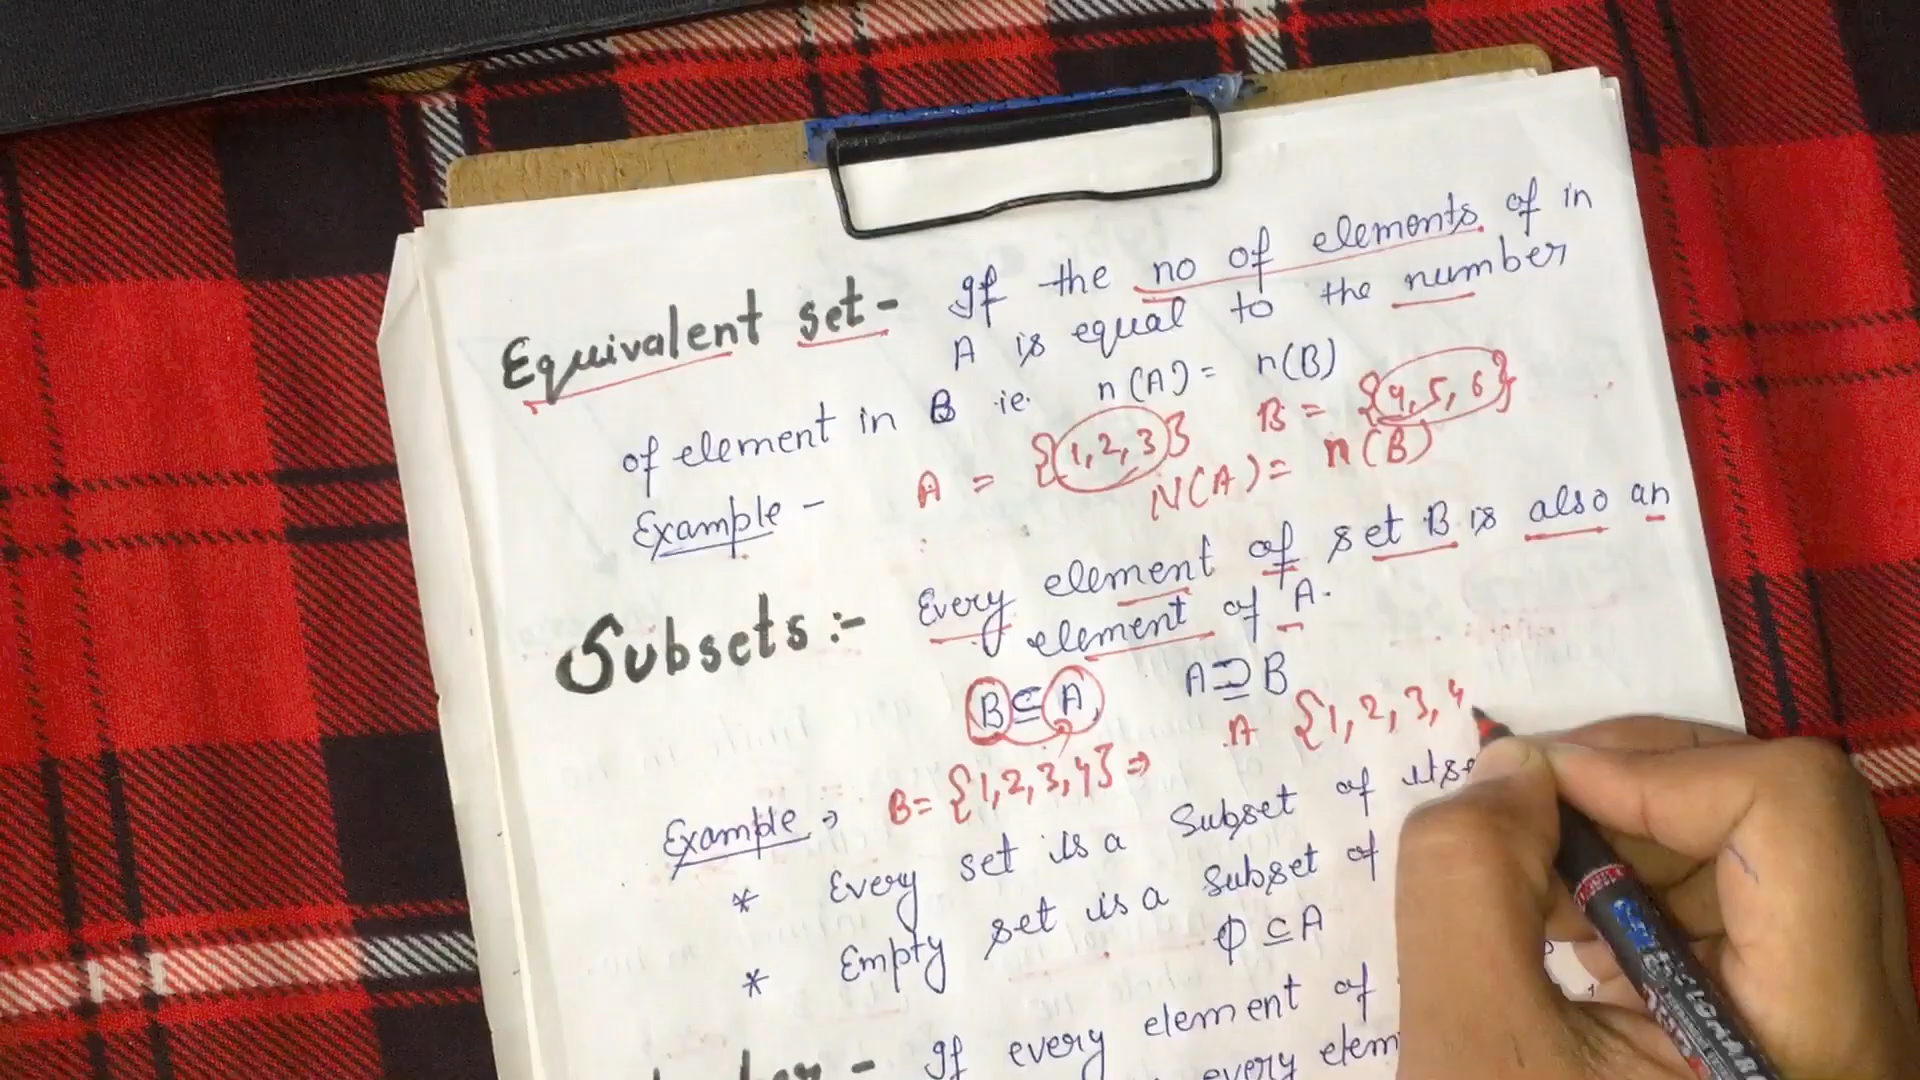 Equivalent set - If the no of elements of in
A is equal to the number
of element in B ie. n(A) = n(B)
Example - A = {1,2,3} B = {4,5,6}
N(A) = n(B)
Subsets :- Every element of set B is also an
element of A.
B ⊆ A, A ⊇ B
Example → B = {1,2,3,4} ⇒ A {1,2,3,4
* Every set is a subset of
* Empty set is a subset of
φ ⊆ A
If every element of
every